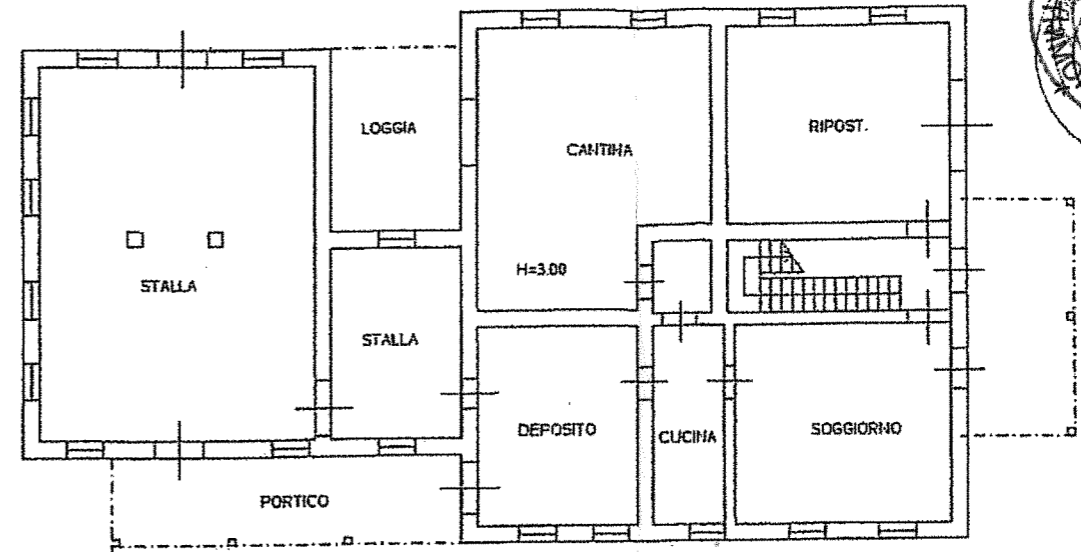 LOGGIA
CANTINA
RIPOST.
H=3.00
STALLA
STALLA
DEPOSITO
CUCINA
SOGGIORNO
PORTICO